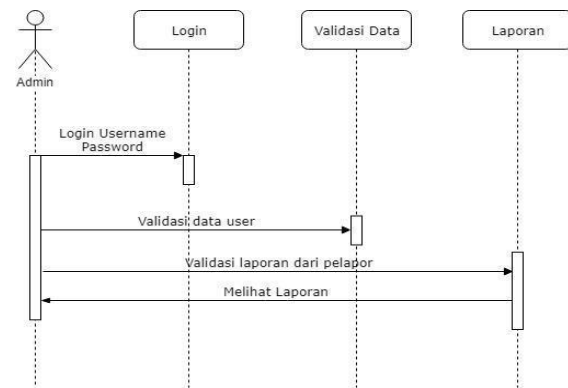 Login
Validasi Data
Laporan
Admin
Login Username
Password
Validasi data user
Validasi laporan dari pelapor
Melihat Laporan